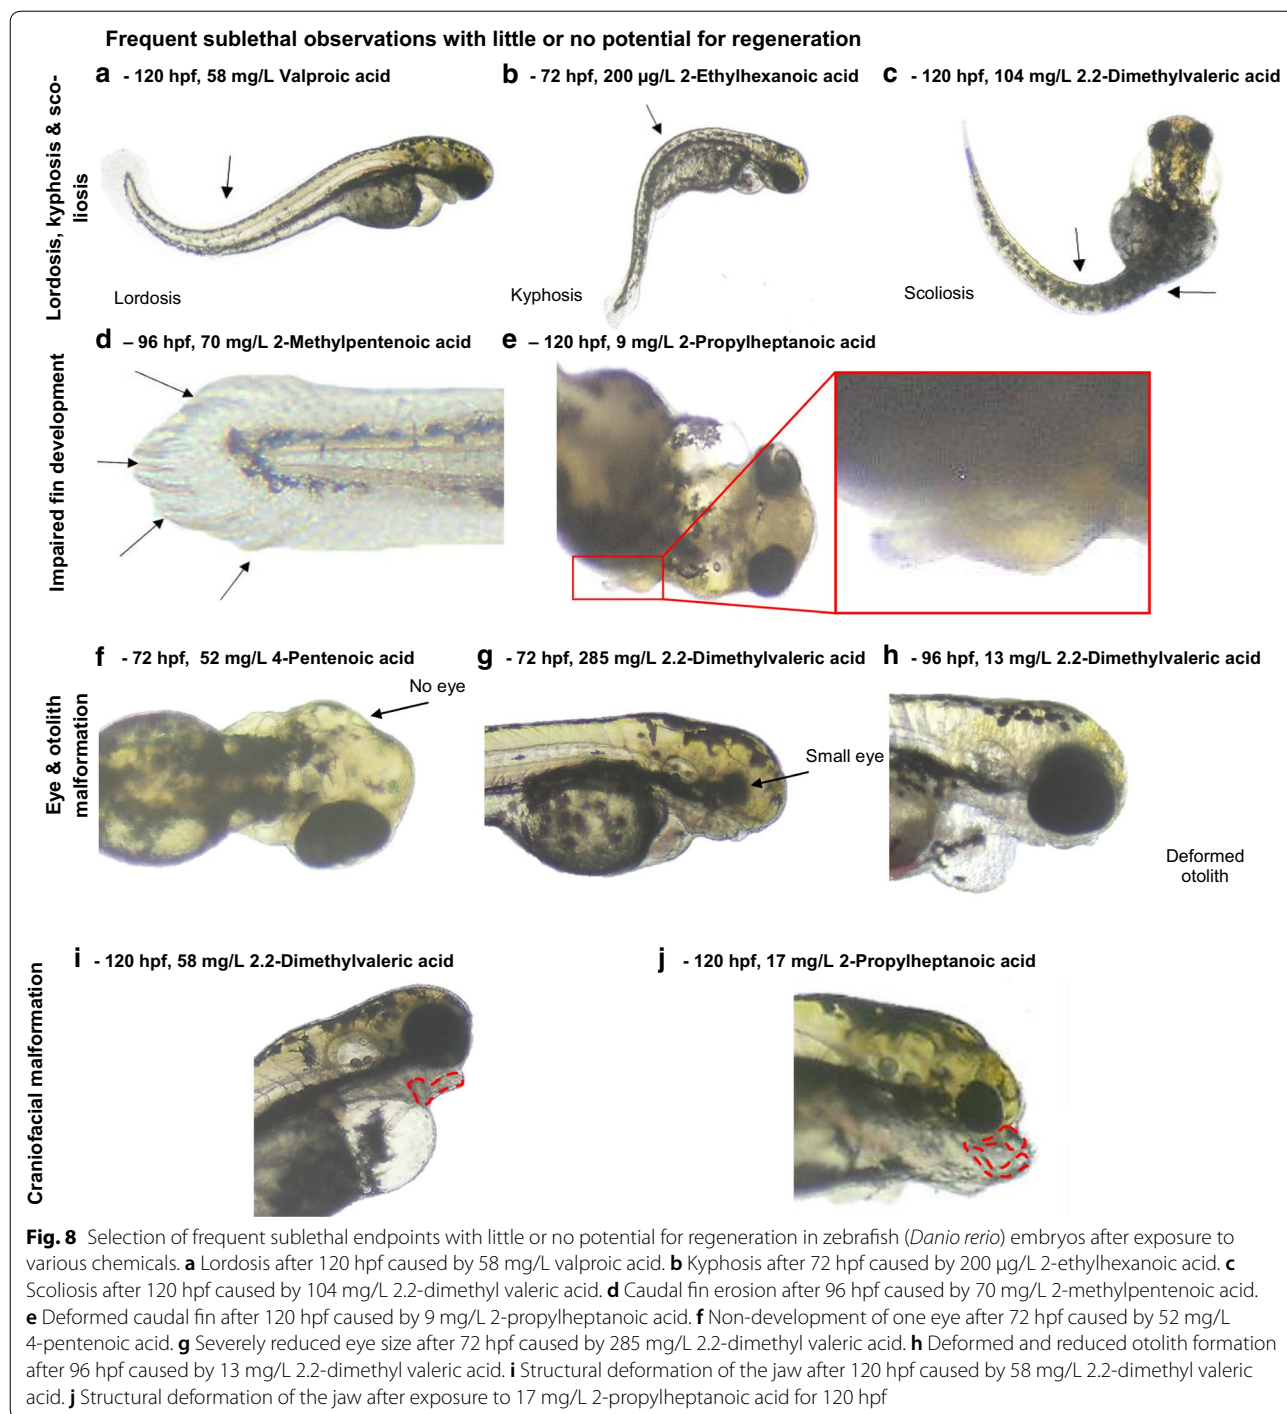 Frequent sublethal observations with little or no potential for regeneration
Lordosis, kyphosis & sco-
liosis
a - 120 hpf, 58 mg/L Valproic acid
b - 72 hpf, 200 µg/L 2-Ethylhexanoic acid
c - 120 hpf, 104 mg/L 2.2-Dimethylvaleric acid
Lordosis
Kyphosis
Scoliosis
Impaired fin development
d – 96 hpf, 70 mg/L 2-Methylpentenoic acid
e – 120 hpf, 9 mg/L 2-Propylheptanoic acid
Eye & otolith
malformation
f - 72 hpf, 52 mg/L 4-Pentenoic acid
No eye
g - 72 hpf, 285 mg/L 2.2-Dimethylvaleric acid
Small eye
h - 96 hpf, 13 mg/L 2.2-Dimethylvaleric acid
Deformed
otolith
Craniofacial malformation
i - 120 hpf, 58 mg/L 2.2-Dimethylvaleric acid
j - 120 hpf, 17 mg/L 2-Propylheptanoic acid
Fig. 8 Selection of frequent sublethal endpoints with little or no potential for regeneration in zebrafish (Danio rerio) embryos after exposure to
various chemicals. a Lordosis after 120 hpf caused by 58 mg/L valproic acid. b Kyphosis after 72 hpf caused by 200 µg/L 2-ethylhexanoic acid. c
Scoliosis after 120 hpf caused by 104 mg/L 2.2-dimethyl valeric acid. d Caudal fin erosion after 96 hpf caused by 70 mg/L 2-methylpentenoic acid.
e Deformed caudal fin after 120 hpf caused by 9 mg/L 2-propylheptanoic acid. f Non-development of one eye after 72 hpf caused by 52 mg/L
4-pentenoic acid. g Severely reduced eye size after 72 hpf caused by 285 mg/L 2.2-dimethyl valeric acid. h Deformed and reduced otolith formation
after 96 hpf caused by 13 mg/L 2.2-dimethyl valeric acid. i Structural deformation of the jaw after 120 hpf caused by 58 mg/L 2.2-dimethyl valeric
acid. j Structural deformation of the jaw after exposure to 17 mg/L 2-propylheptanoic acid for 120 hpf